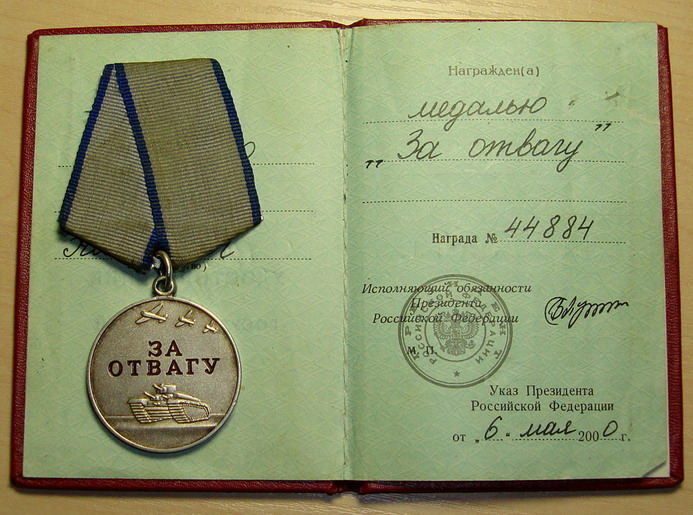 ЗА
ОТВАГУ
Награжден(а)
медалью
„За отвагу"
Награда № 44884
Исполняющий обязанности
Президента
Российской Федерации
М. П.
Указ Президента
Российской Федерации
от „6. мая 2000 г.